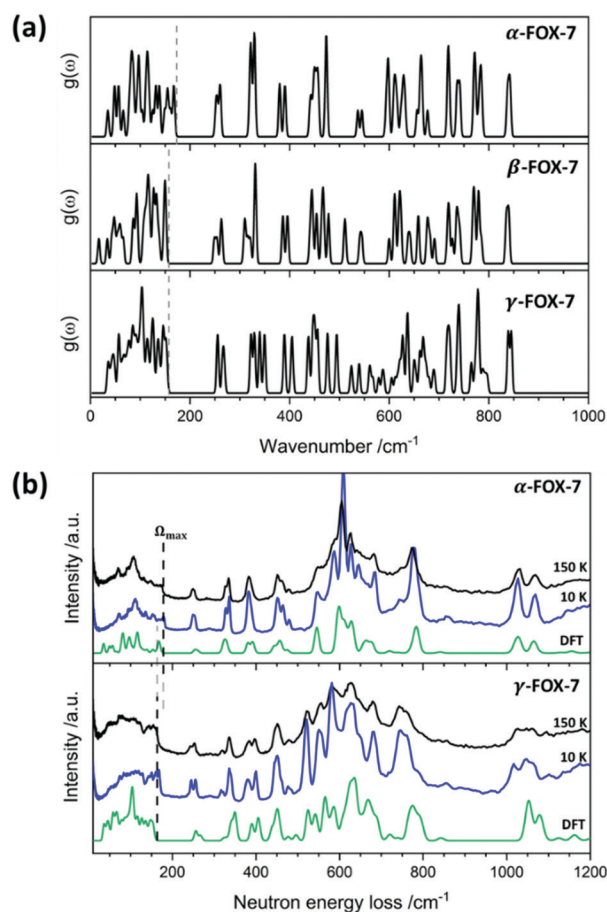 (a)
α-FOX-7
g(ω)
β-FOX-7
g(ω)
γ-FOX-7
g(ω)
0 200 400 600 800 1000
Wavenumber /cm⁻¹
(b)
α-FOX-7
Ωmax
Intensity /a.u.
150 K
10 K
DFT
γ-FOX-7
Intensity /a.u.
150 K
10 K
DFT
200 400 600 800 1000 1200
Neutron energy loss /cm⁻¹